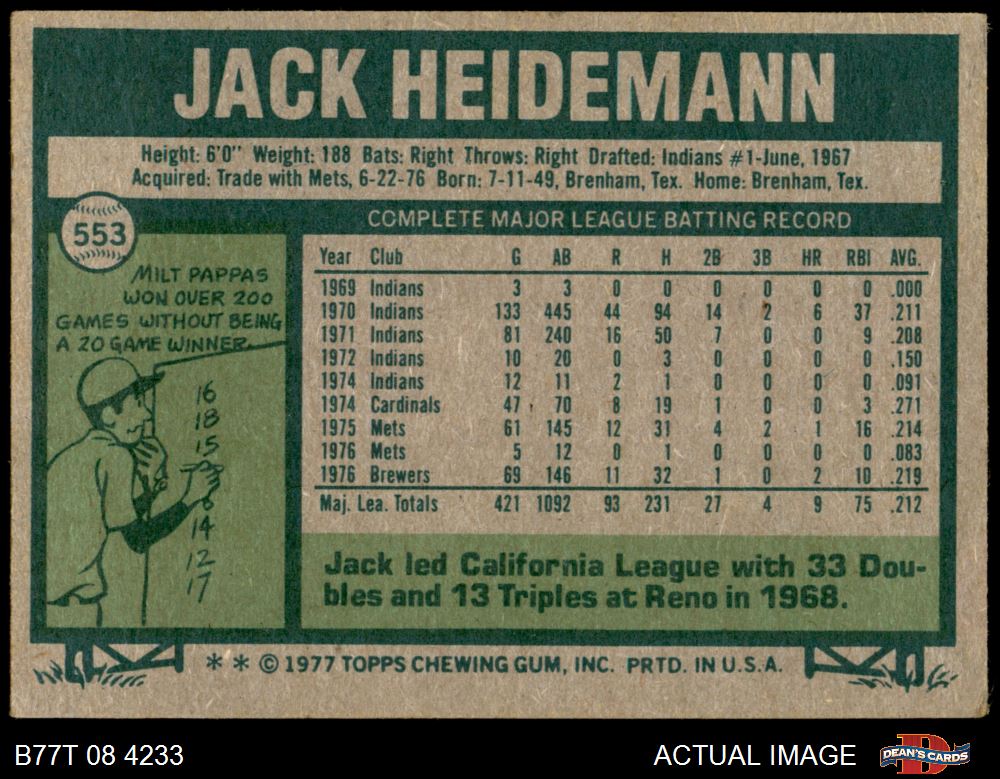 JACK HEIDEMANN
Height: 6'0" Weight: 188 Bats: Right Throws: Right Drafted: Indians #1-June, 1967
Acquired: Trade with Mets, 6-22-76 Born: 7-11-49, Brenham, Tex. Home: Brenham, Tex.
553
MILT PAPPAS
WON OVER 200
GAMES WITHOUT BEING
A 20 GAME WINNER.
16
18
15
14
12
17
COMPLETE MAJOR LEAGUE BATTING RECORD
Year Club G AB R H 2B 3B HR RBI AVG.
1969 Indians 3 3 0 0 0 0 0 0 .000
1970 Indians 133 445 44 94 14 2 6 37 .211
1971 Indians 81 240 16 50 7 0 0 9 .208
1972 Indians 10 20 0 3 0 0 0 0 .150
1974 Indians 12 11 2 1 0 0 0 0 .091
1974 Cardinals 47 70 8 19 1 0 0 3 .271
1975 Mets 61 145 12 31 4 2 1 16 .214
1976 Mets 5 12 0 1 0 0 0 0 .083
1976 Brewers 69 146 11 32 1 0 2 10 .219
Maj. Lea. Totals 421 1092 93 231 27 4 9 75 .212
Jack led California League with 33 Dou-
bles and 13 Triples at Reno in 1968.
* * © 1977 TOPPS CHEWING GUM, INC. PRTD. IN U.S.A.
B77T 08 4233 ACTUAL IMAGE DEAN'S CARDS